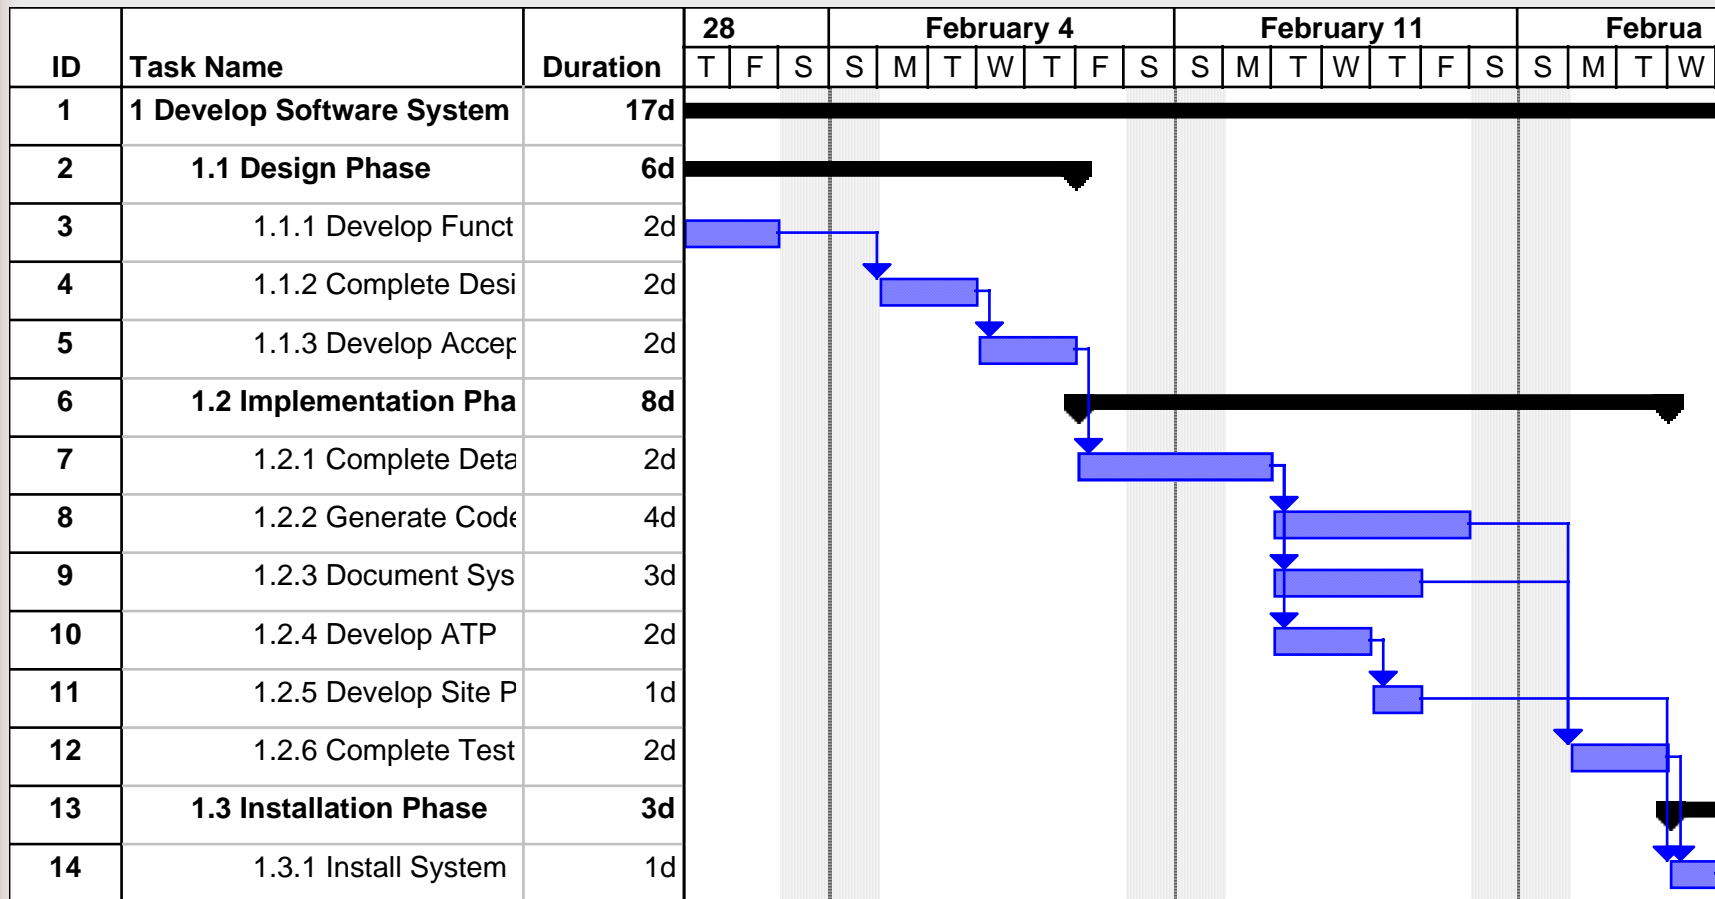 28 February 4 February 11 Februa
ID Task Name Duration T F S S M T W T F S S M T W T F S S M T W
1 1 Develop Software System 17d
2 1.1 Design Phase 6d
3 1.1.1 Develop Funct 2d
4 1.1.2 Complete Desi 2d
5 1.1.3 Develop Accep 2d
6 1.2 Implementation Pha 8d
7 1.2.1 Complete Deta 2d
8 1.2.2 Generate Code 4d
9 1.2.3 Document Sys 3d
10 1.2.4 Develop ATP 2d
11 1.2.5 Develop Site P 1d
12 1.2.6 Complete Test 2d
13 1.3 Installation Phase 3d
14 1.3.1 Install System 1d